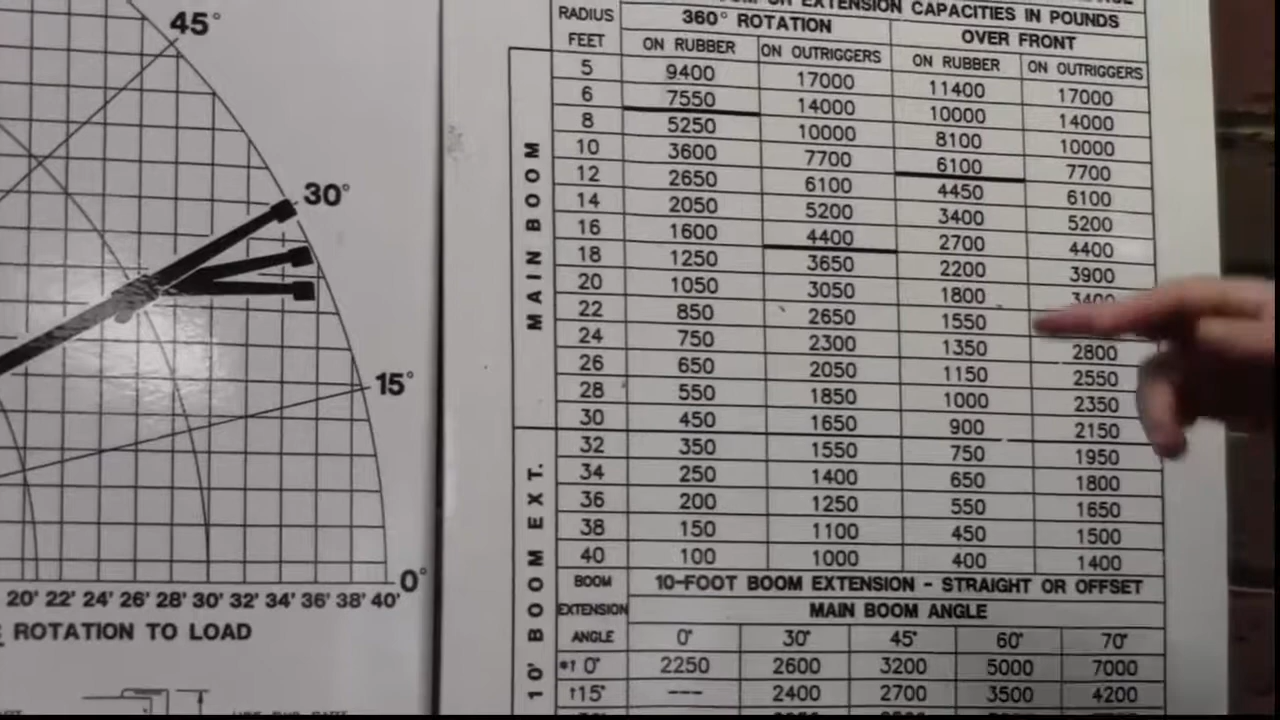 45°
30°
15°
0°
20' 22' 24' 26' 28' 30' 32' 34' 36' 38' 40'
ROTATION TO LOAD
OR EXTENSION CAPACITIES IN POUNDS
RADIUS 360° ROTATION OVER FRONT
FEET ON RUBBER ON OUTRIGGERS ON RUBBER ON OUTRIGGERS
MAIN BOOM
5 9400 17000 11400 17000
6 7550 14000 10000 14000
8 5250 10000 8100 10000
10 3600 7700 6100 7700
12 2650 6100 4450 6100
14 2050 5200 3400 5200
16 1600 4400 2700 4400
18 1250 3650 2200 3900
20 1050 3050 1800 3400
22 850 2650 1550
24 750 2300 1350 2800
26 650 2050 1150 2550
28 550 1850 1000 2350
30 450 1650 900 2150
10' BOOM EXT.
32 350 1550 750 1950
34 250 1400 650 1800
36 200 1250 550 1650
38 150 1100 450 1500
40 100 1000 400 1400
BOOM 10-FOOT BOOM EXTENSION - STRAIGHT OR OFFSET
EXTENSION MAIN BOOM ANGLE
ANGLE 0° 30° 45° 60° 70°
*† 0° 2250 2600 3200 5000 7000
†15° --- 2400 2700 3500 4200